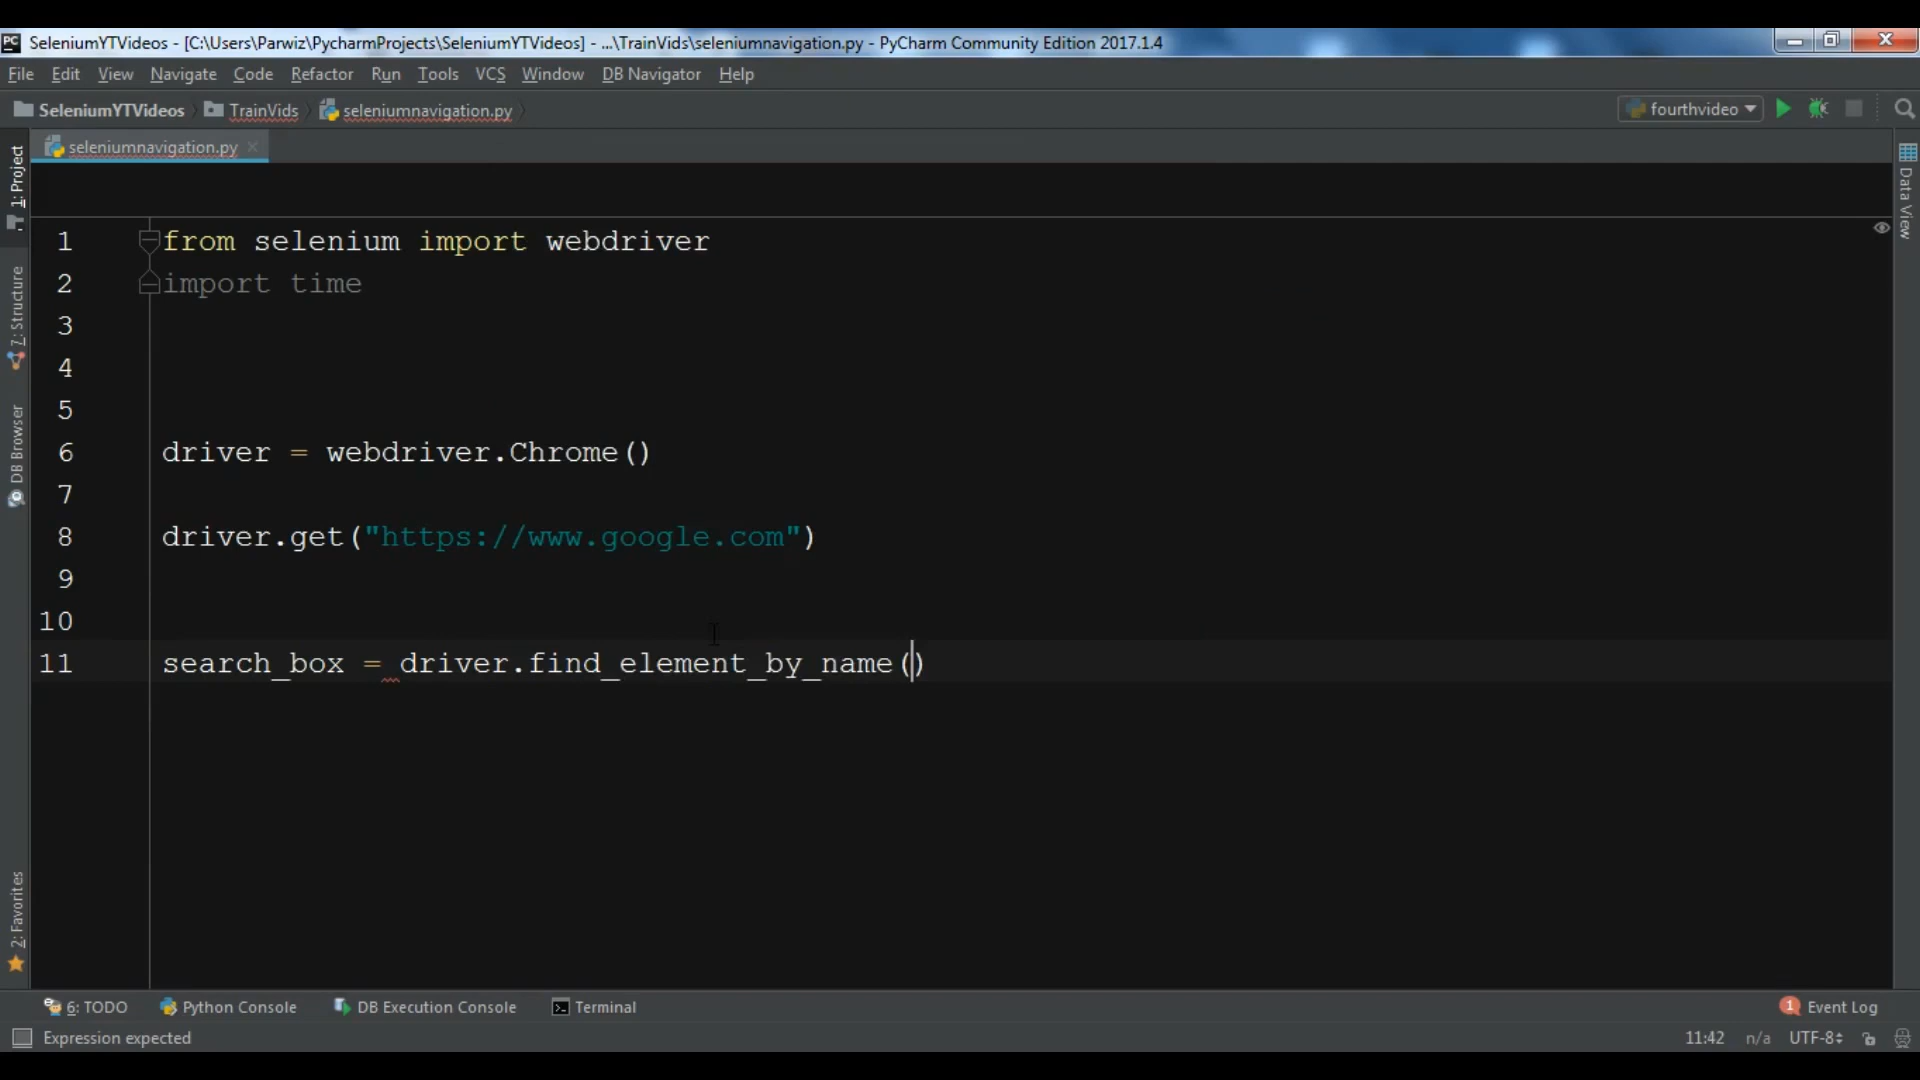 SeleniumYTVideos - [C:\Users\Parwiz\PycharmProjects\SeleniumYTVideos] - ...\TrainVids\seleniumnavigation.py - PyCharm Community Edition 2017.1.4
File Edit View Navigate Code Refactor Run Tools VCS Window DB Navigator Help
SeleniumYTVideos TrainVids seleniumnavigation.py fourthvideo
seleniumnavigation.py
1: Project
7: Structure
DB Browser
2: Favorites
Data View
1 from selenium import webdriver
2 import time
3
4
5
6 driver = webdriver.Chrome()
7
8 driver.get("https://www.google.com")
9
10
11 search_box = driver.find_element_by_name()
6: TODO Python Console DB Execution Console Terminal 1 Event Log
Expression expected 11:42 n/a UTF-8